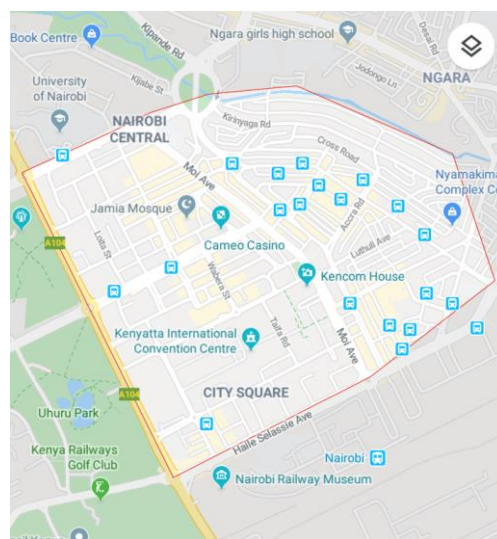 Book Centre
Kipande Rd
Ngara girls high school
Desai Rd
Jodongo Ln
NGARA
University
of Nairobi
Kijabe St
NAIROBI
CENTRAL
Kirinyaga Rd
Cross Road
Moi Ave
Nyamakima
Complex Co
Jamia Mosque
Accra Rd
Cameo Casino
Luthuli Ave
A104
Loita St
Wabera St
Kencom House
Kenyatta International
Convention Centre
Taifa Rd
Moi Ave
A104
CITY SQUARE
Uhuru Park
Haile Selassie Ave
Kenya Railways
Golf Club
Nairobi
Nairobi Railway Museum